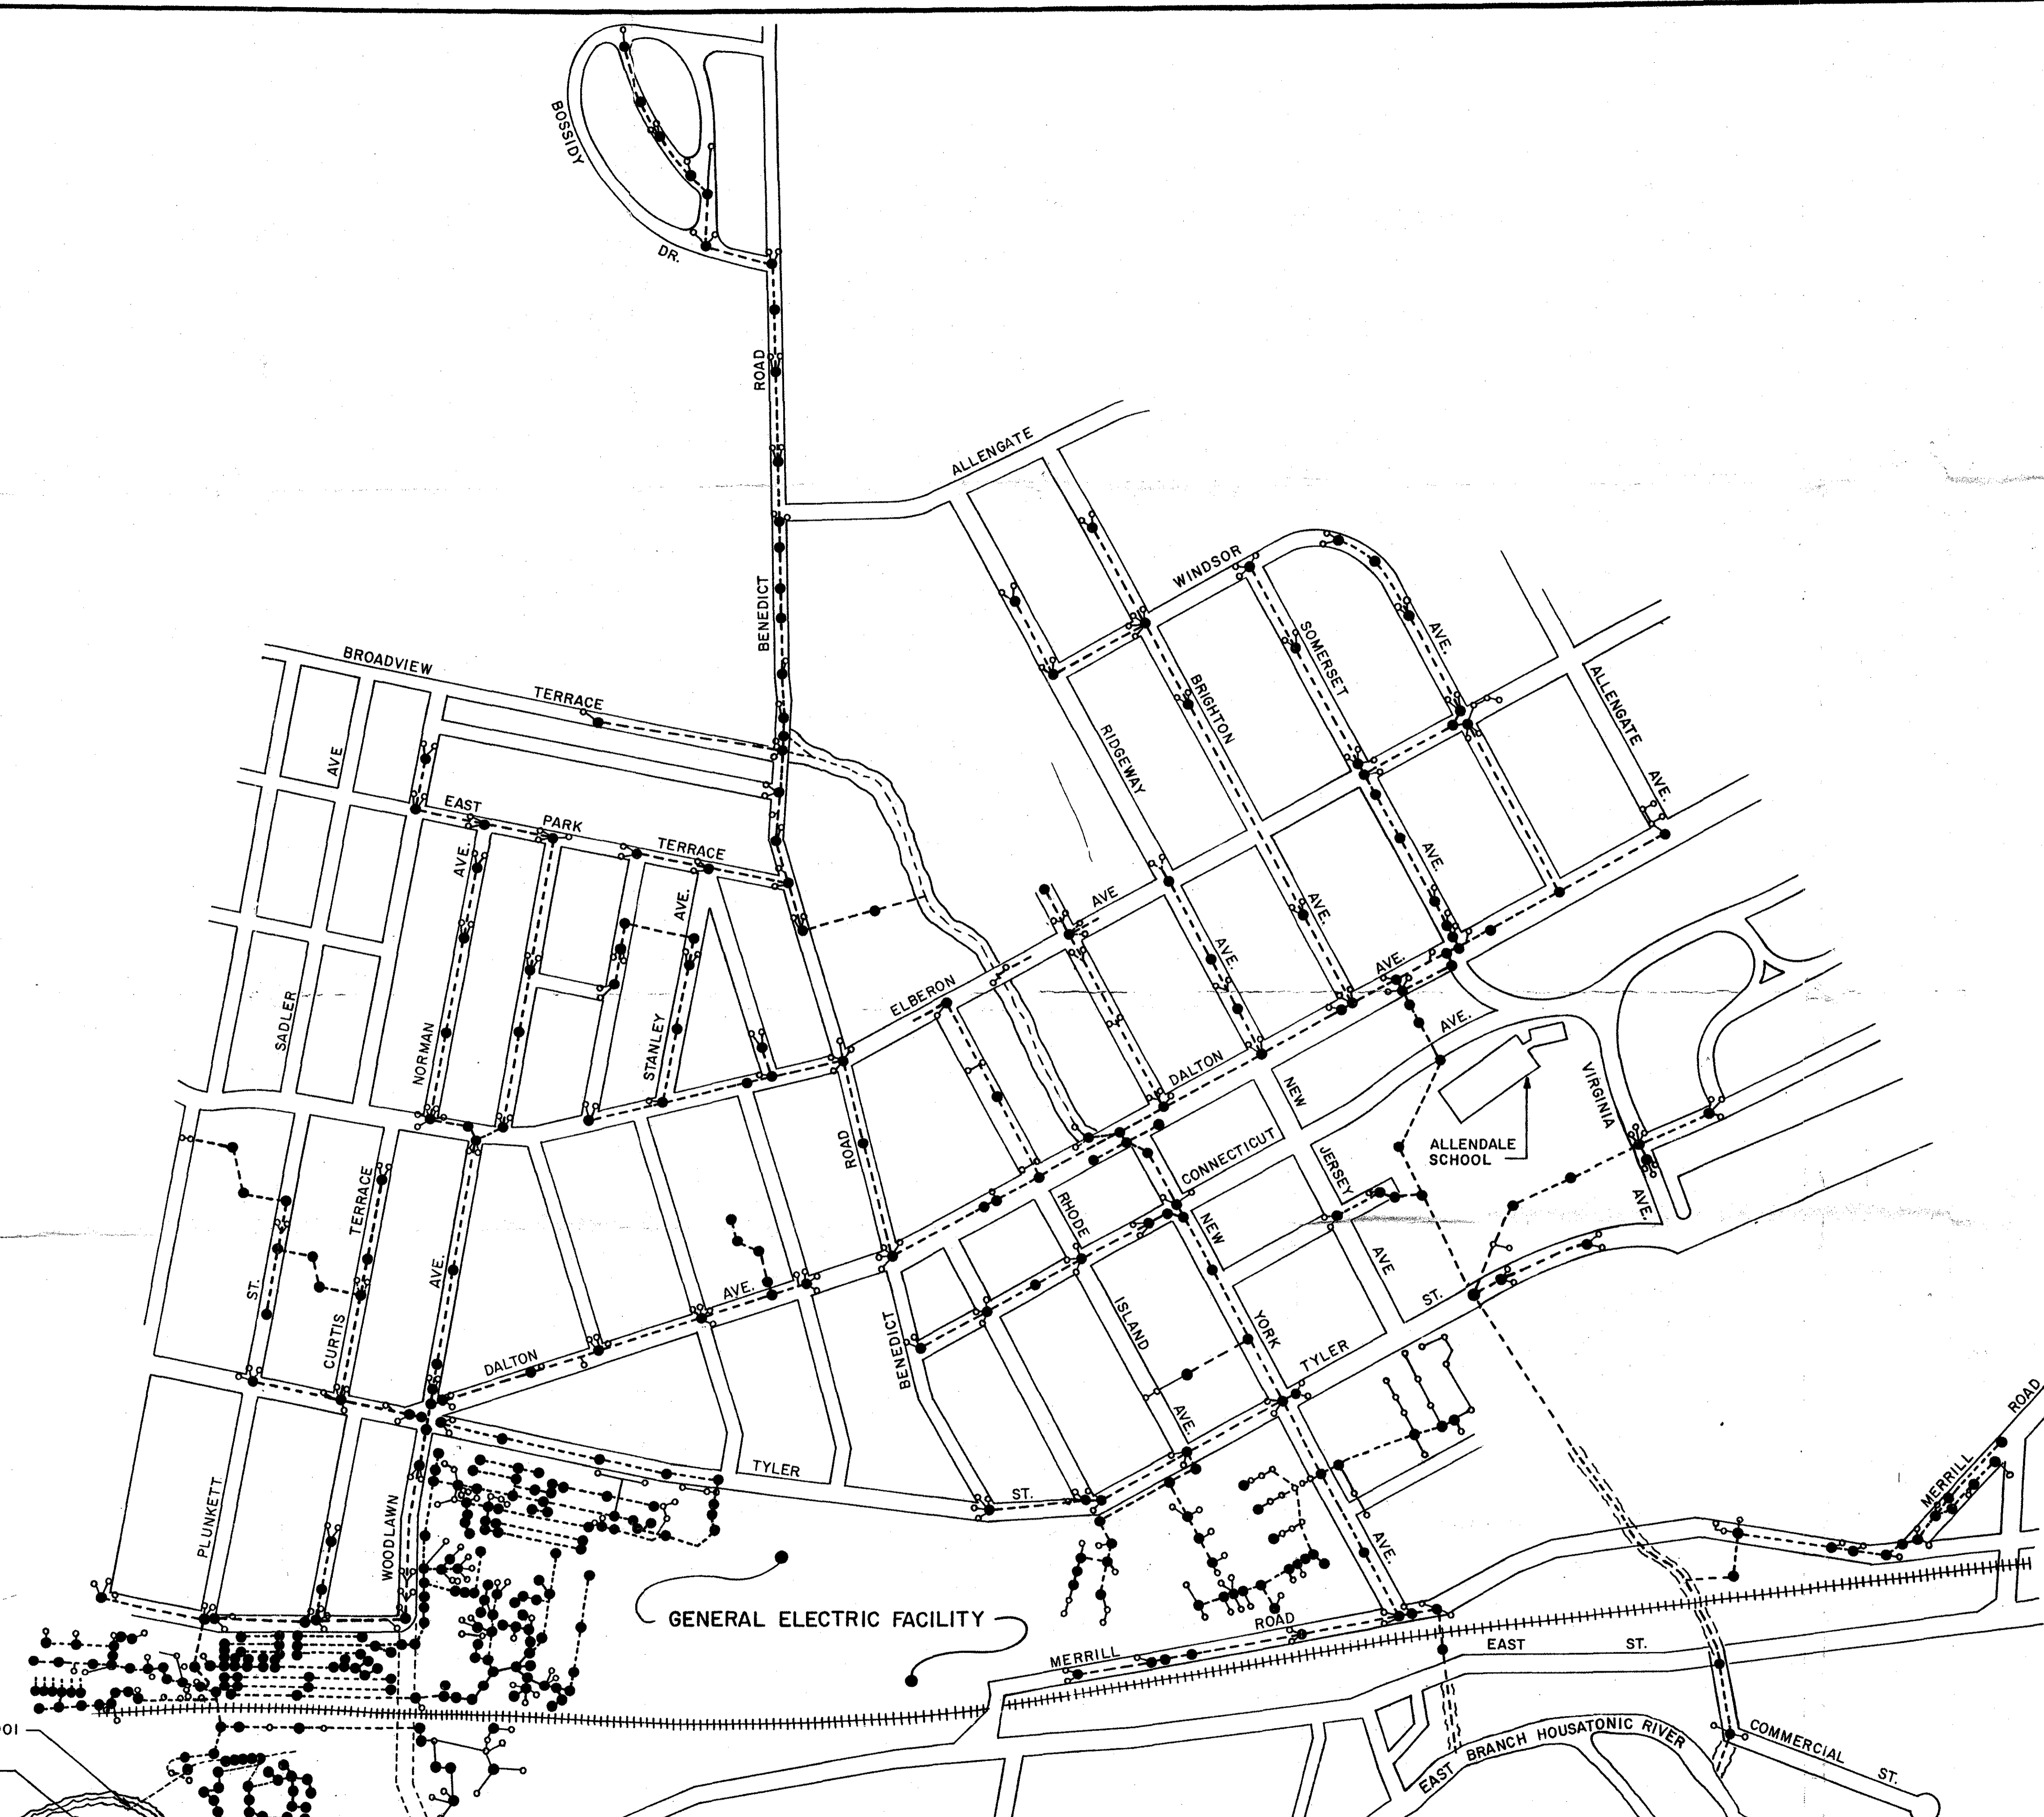 BOSSIDY
DR.
ROAD
BENEDICT
ALLENGATE
WINDSOR
AVE.
SOMERSET
AVE.
BRIGHTON
AVE.
RIDGEWAY
AVE.
ALLENGATE
AVE.
BROADVIEW
TERRACE
AVE
SADLER
ST.
EAST
PARK
TERRACE
AVE.
NORMAN
AVE.
STANLEY
ELBERON
AVE
DALTON
AVE.
AVE.
CONNECTICUT
NEW
JERSEY
AVE
ALLENDALE
SCHOOL
VIRGINIA
AVE.
ROAD
BENEDICT
RHODE
ISLAND
AVE.
NEW
YORK
AVE.
TERRACE
CURTIS
AVE.
WOODLAWN
DALTON
AVE.
TYLER
ST.
TYLER
ST.
PLUNKETT
GENERAL ELECTRIC FACILITY
MERRILL
ROAD
MERRILL
ROAD
EAST
ST.
EAST
BRANCH HOUSATONIC RIVER
COMMERCIAL
ST.
001